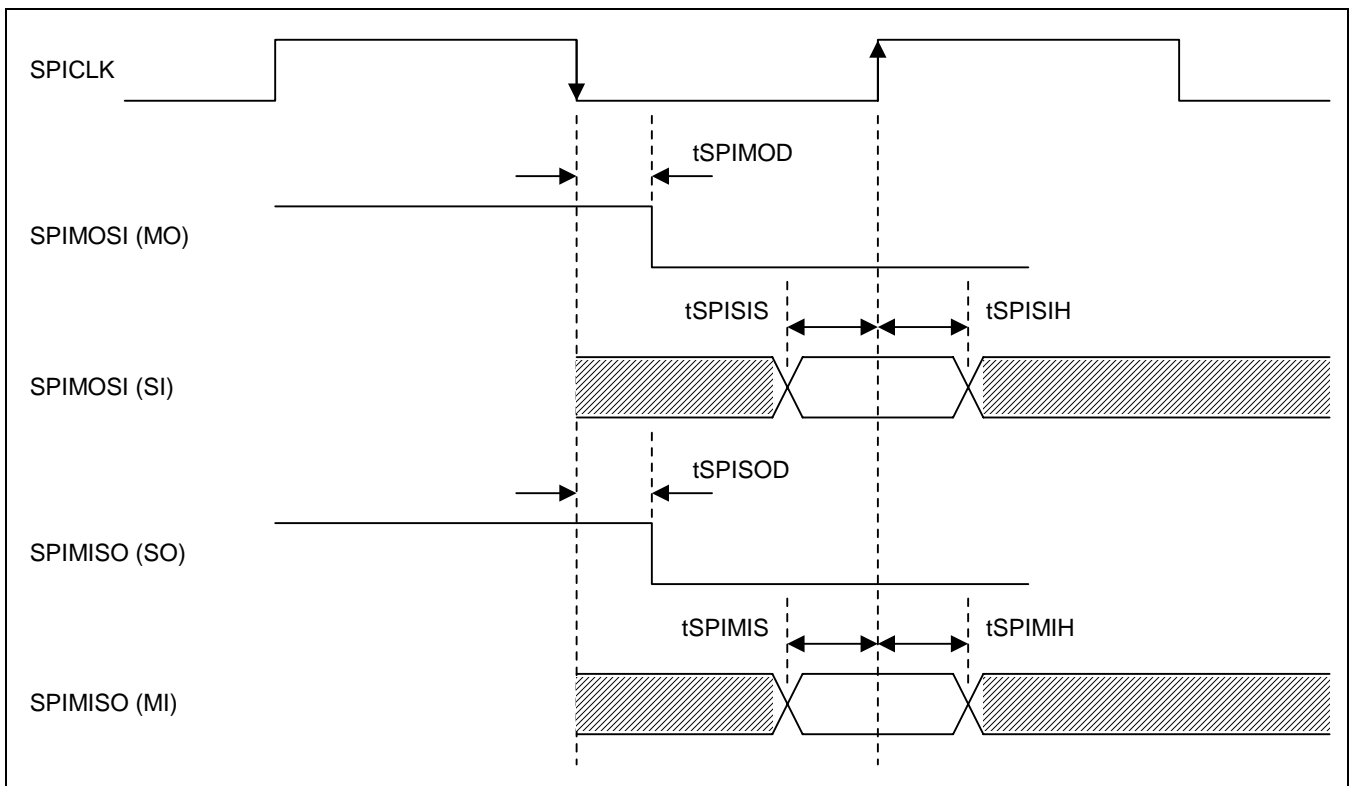 SPICLK
tSPIMOD
SPIMOSI (MO)
tSPISIS
tSPISIH
SPIMOSI (SI)
tSPISOD
SPIMISO (SO)
tSPIMIS
tSPIMIH
SPIMISO (MI)